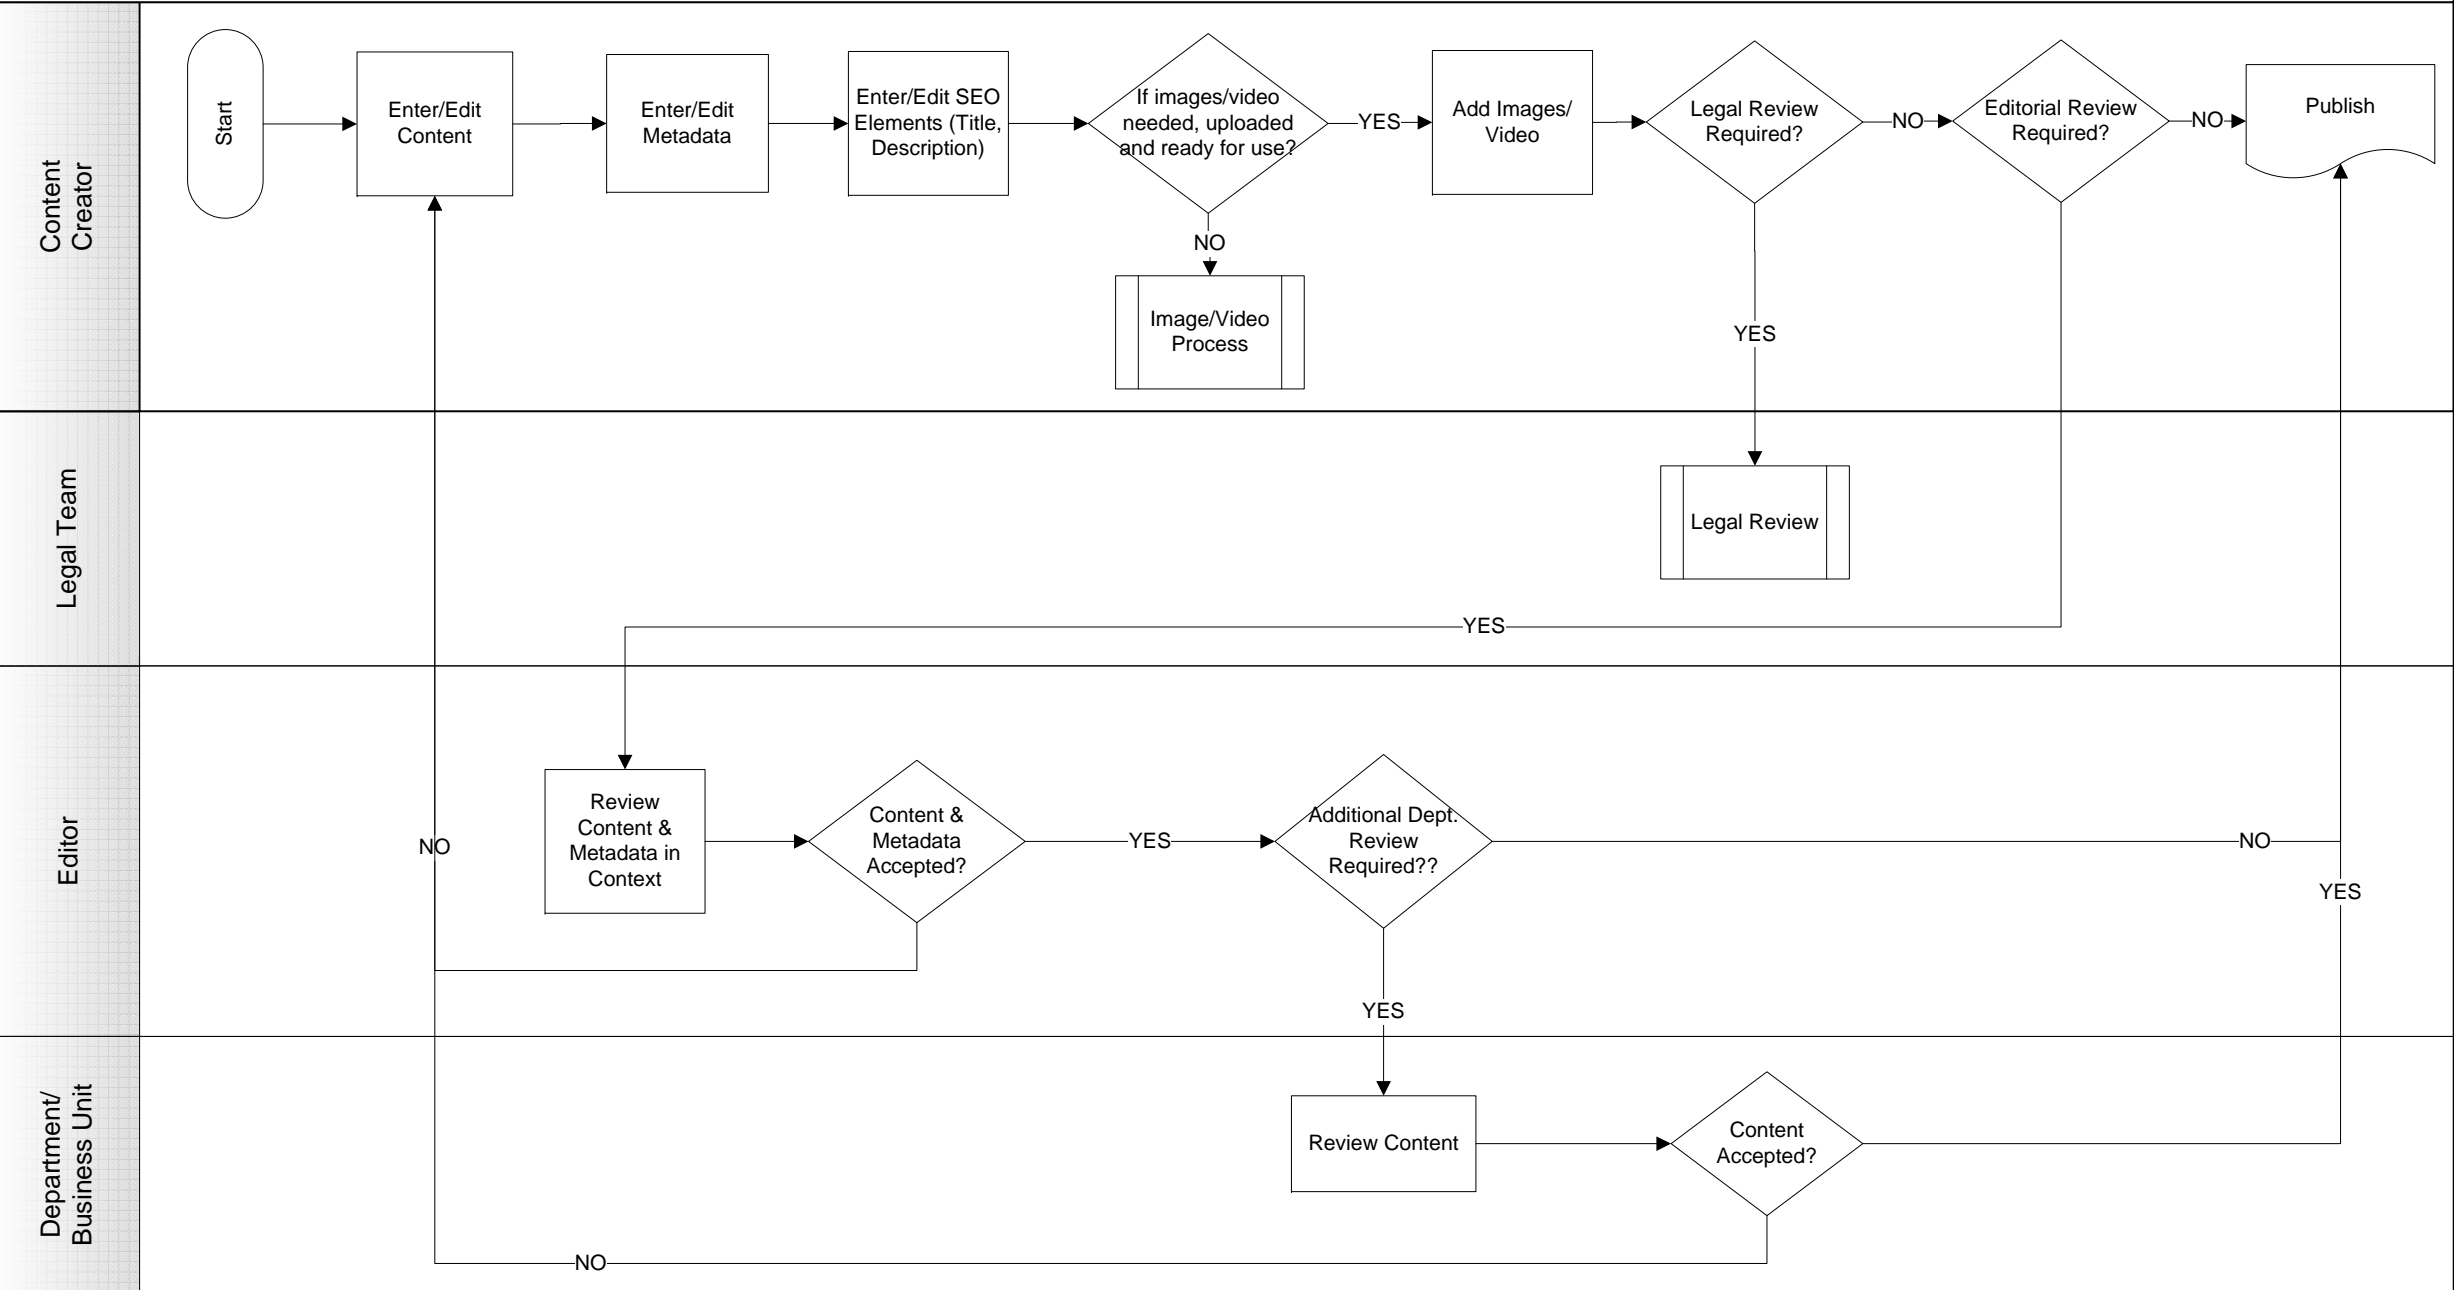 Content
Creator
Start
Enter/Edit
Content
Enter/Edit
Metadata
Enter/Edit SEO
Elements (Title,
Description)
If images/video
needed, uploaded
and ready for use?
YES
Add Images/
Video
Legal Review
Required?
NO
Editorial Review
Required?
NO
Publish
NO
Image/Video
Process
YES
Legal Team
Legal Review
YES
Editor
NO
Review
Content &
Metadata in
Context
Content &
Metadata
Accepted?
YES
Additional Dept.
Review
Required??
NO
YES
YES
Department/
Business Unit
Review Content
Content
Accepted?
NO